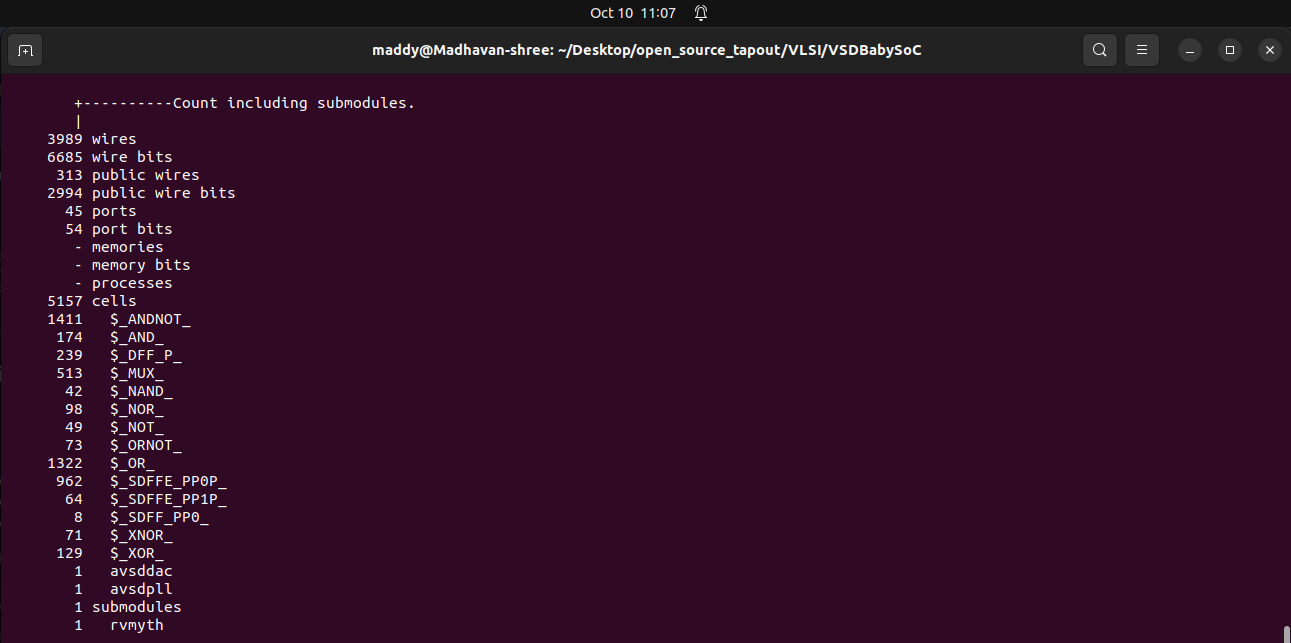 Oct 10 11:07
maddy@Madhavan-shree: ~/Desktop/open_source_tapout/VLSI/VSDBabySoC
+----------Count including submodules.
|
3989 wires
6685 wire bits
313 public wires
2994 public wire bits
45 ports
54 port bits
- memories
- memory bits
- processes
5157 cells
1411 $_ANDNOT_
174 $_AND_
239 $_DFF_P_
513 $_MUX_
42 $_NAND_
98 $_NOR_
49 $_NOT_
73 $_ORNOT_
1322 $_OR_
962 $_SDFFE_PP0P_
64 $_SDFFE_PP1P_
8 $_SDFF_PP0_
71 $_XNOR_
129 $_XOR_
1 avsddac
1 avsdpll
1 submodules
1 rvmyth